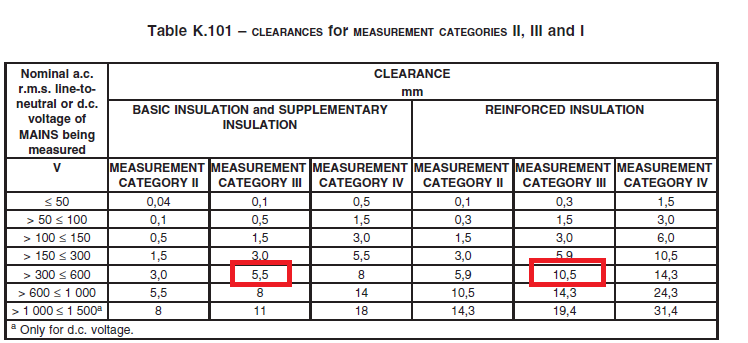 Table K.101 – CLEARANCES for MEASUREMENT CATEGORIES II, III and I
Nominal a.c. r.m.s. line-to-neutral or d.c. voltage of MAINS being measured
CLEARANCE
mm
BASIC INSULATION and SUPPLEMENTARY INSULATION
REINFORCED INSULATION
V MEASUREMENT CATEGORY II MEASUREMENT CATEGORY III MEASUREMENT CATEGORY IV MEASUREMENT CATEGORY II MEASUREMENT CATEGORY III MEASUREMENT CATEGORY IV
≤ 50 0,04 0,1 0,5 0,1 0,3 1,5
> 50 ≤ 100 0,1 0,5 1,5 0,3 1,5 3,0
> 100 ≤ 150 0,5 1,5 3,0 1,5 3,0 6,0
> 150 ≤ 300 1,5 3,0 5,5 3,0 5,9 10,5
> 300 ≤ 600 3,0 5,5 8 5,9 10,5 14,3
> 600 ≤ 1 000 5,5 8 14 10,5 14,3 24,3
> 1 000 ≤ 1 500ª 8 11 18 14,3 19,4 31,4
ª Only for d.c. voltage.